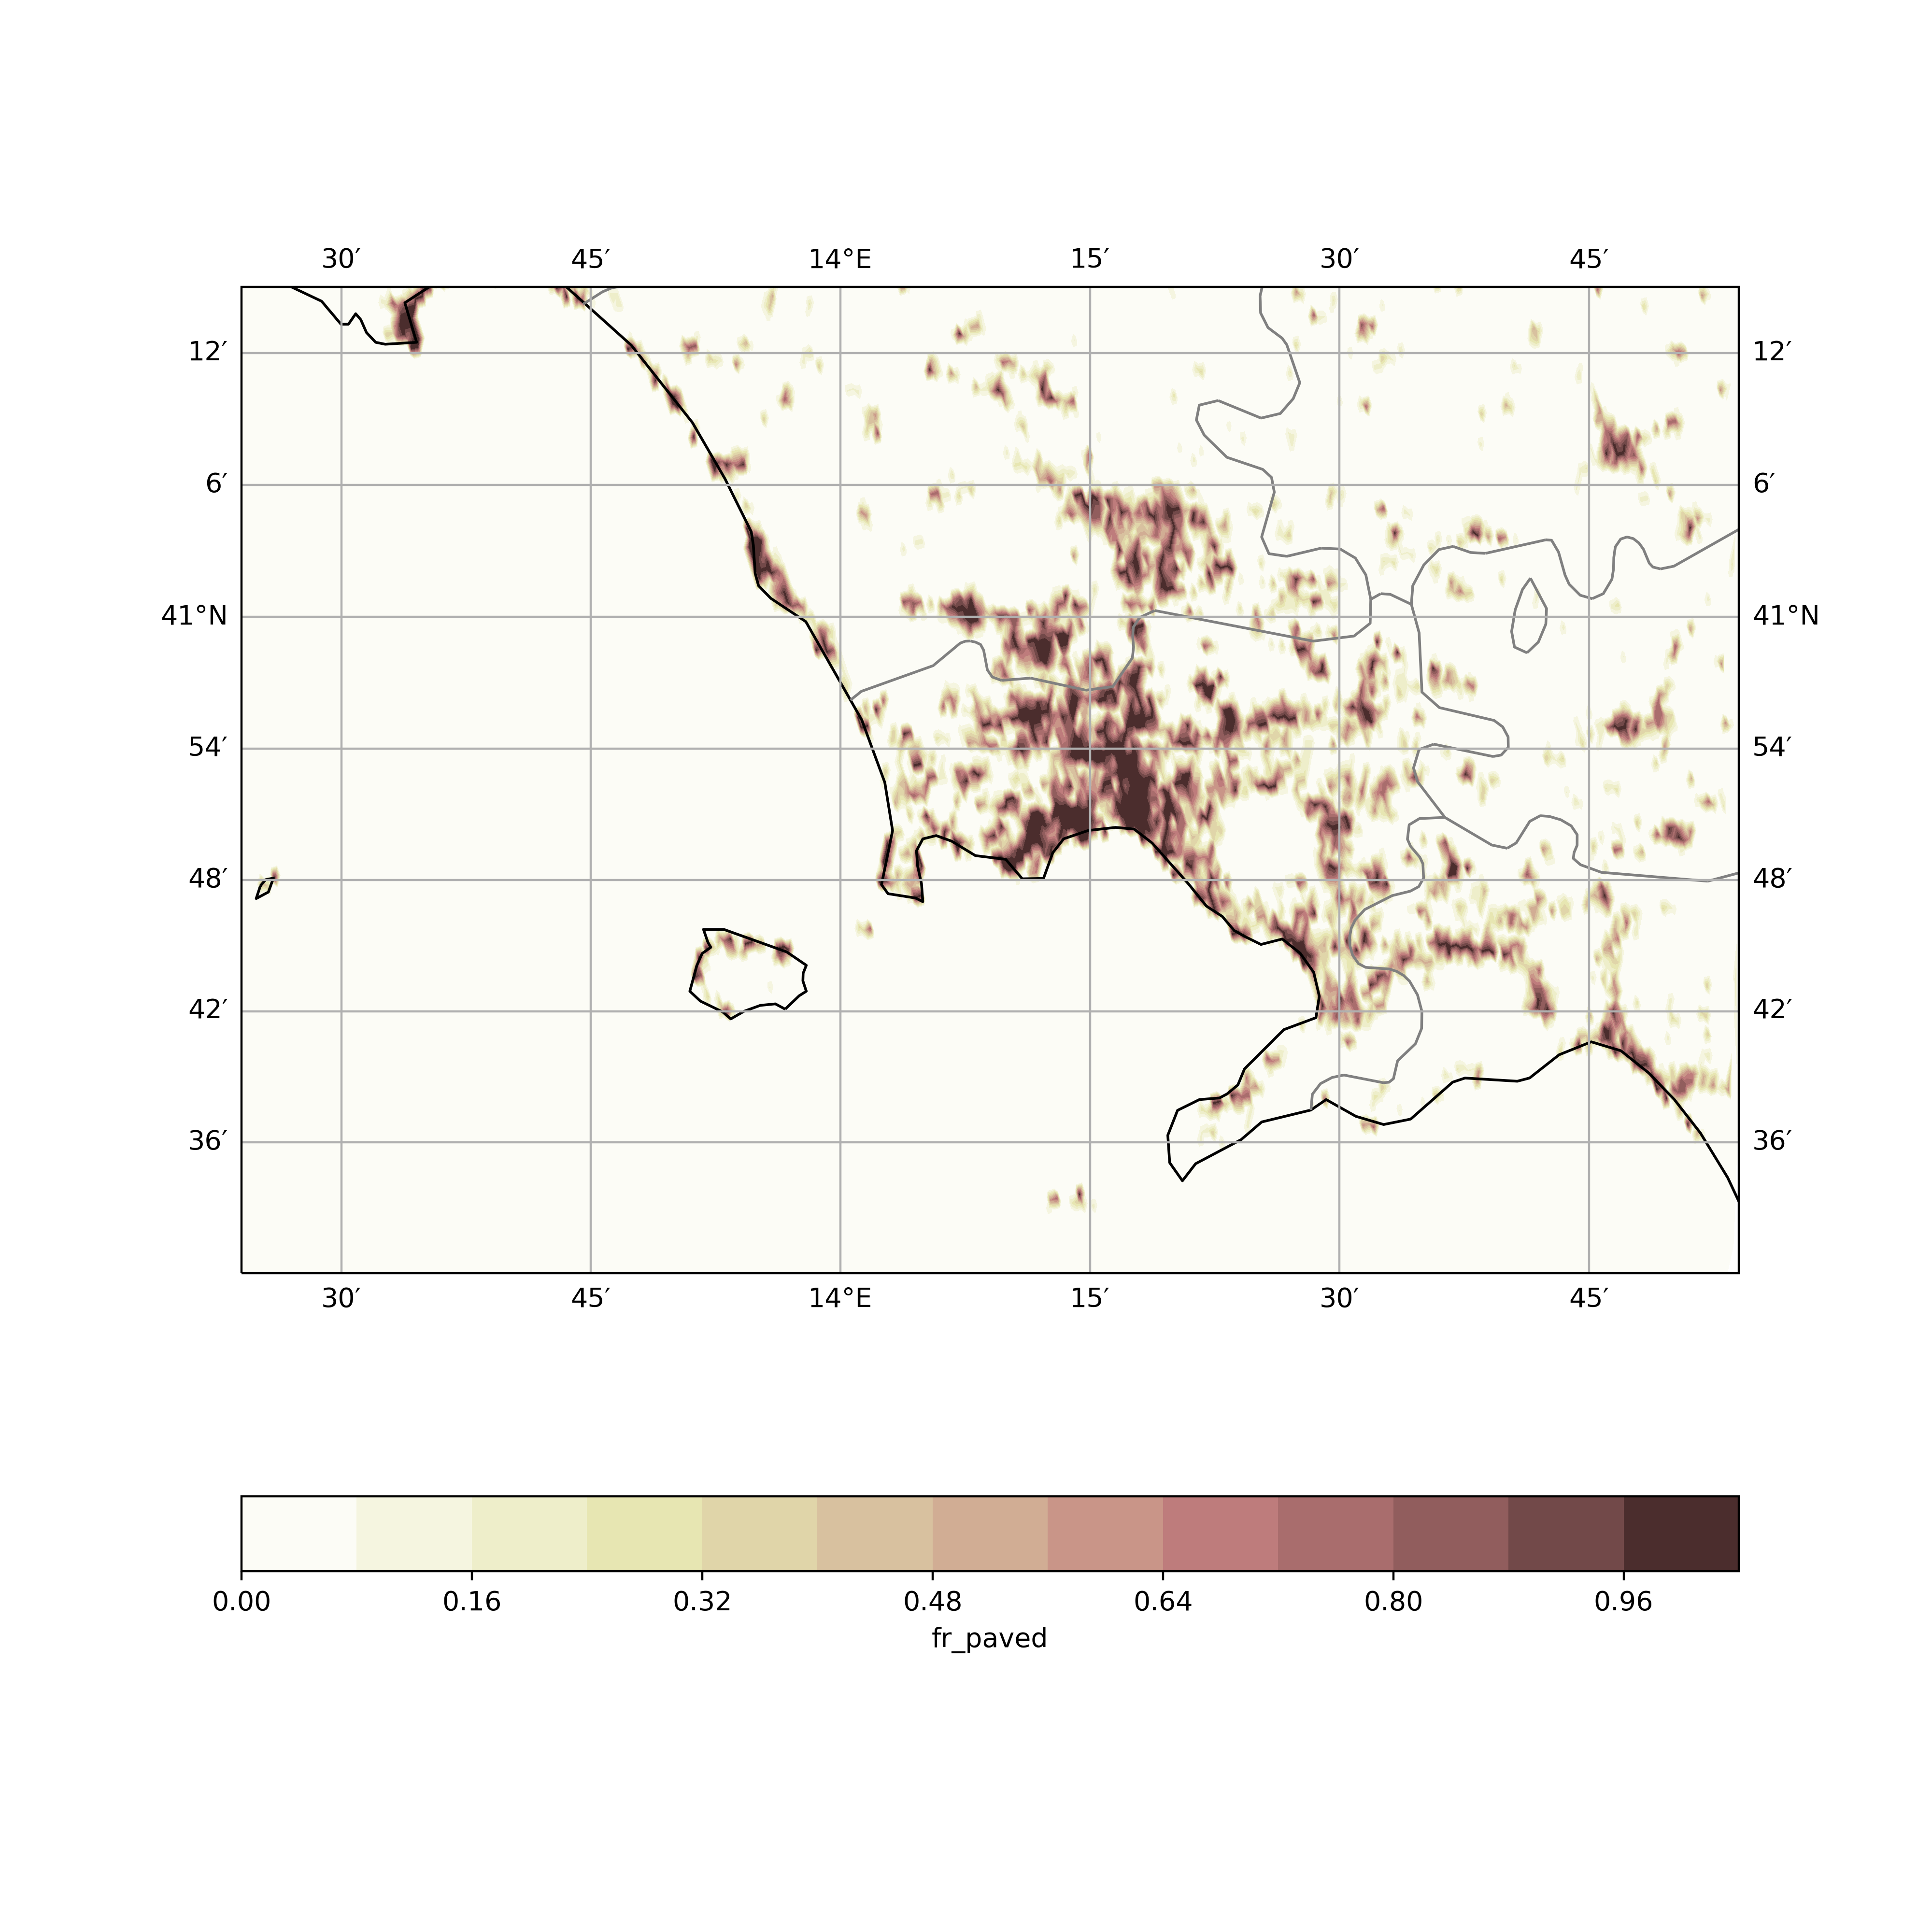 30′ 45′ 14°E 15′ 30′ 45′
12′ 12′
6′ 6′
41°N 41°N
54′ 54′
48′ 48′
42′ 42′
36′ 36′
30′ 45′ 14°E 15′ 30′ 45′
0.00 0.16 0.32 0.48 0.64 0.80 0.96
fr_paved